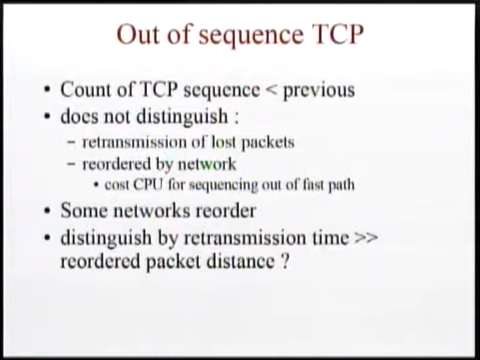 Out of sequence TCP
• Count of TCP sequence < previous
• does not distinguish :
– retransmission of lost packets
– reordered by network
• cost CPU for sequencing out of fast path
• Some networks reorder
• distinguish by retransmission time >>
reordered packet distance ?